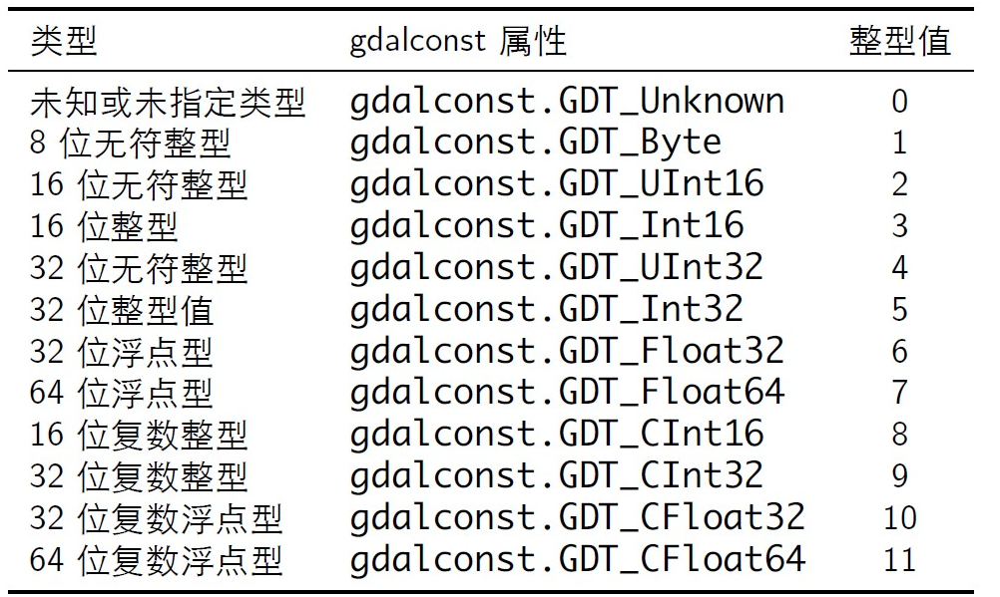 类型 gdalconst 属性 整型值
未知或未指定类型 gdalconst.GDT_Unknown 0
8 位无符整型 gdalconst.GDT_Byte 1
16 位无符整型 gdalconst.GDT_UInt16 2
16 位整型 gdalconst.GDT_Int16 3
32 位无符整型 gdalconst.GDT_UInt32 4
32 位整型值 gdalconst.GDT_Int32 5
32 位浮点型 gdalconst.GDT_Float32 6
64 位浮点型 gdalconst.GDT_Float64 7
16 位复数整型 gdalconst.GDT_CInt16 8
32 位复数整型 gdalconst.GDT_CInt32 9
32 位复数浮点型 gdalconst.GDT_CFloat32 10
64 位复数浮点型 gdalconst.GDT_CFloat64 11